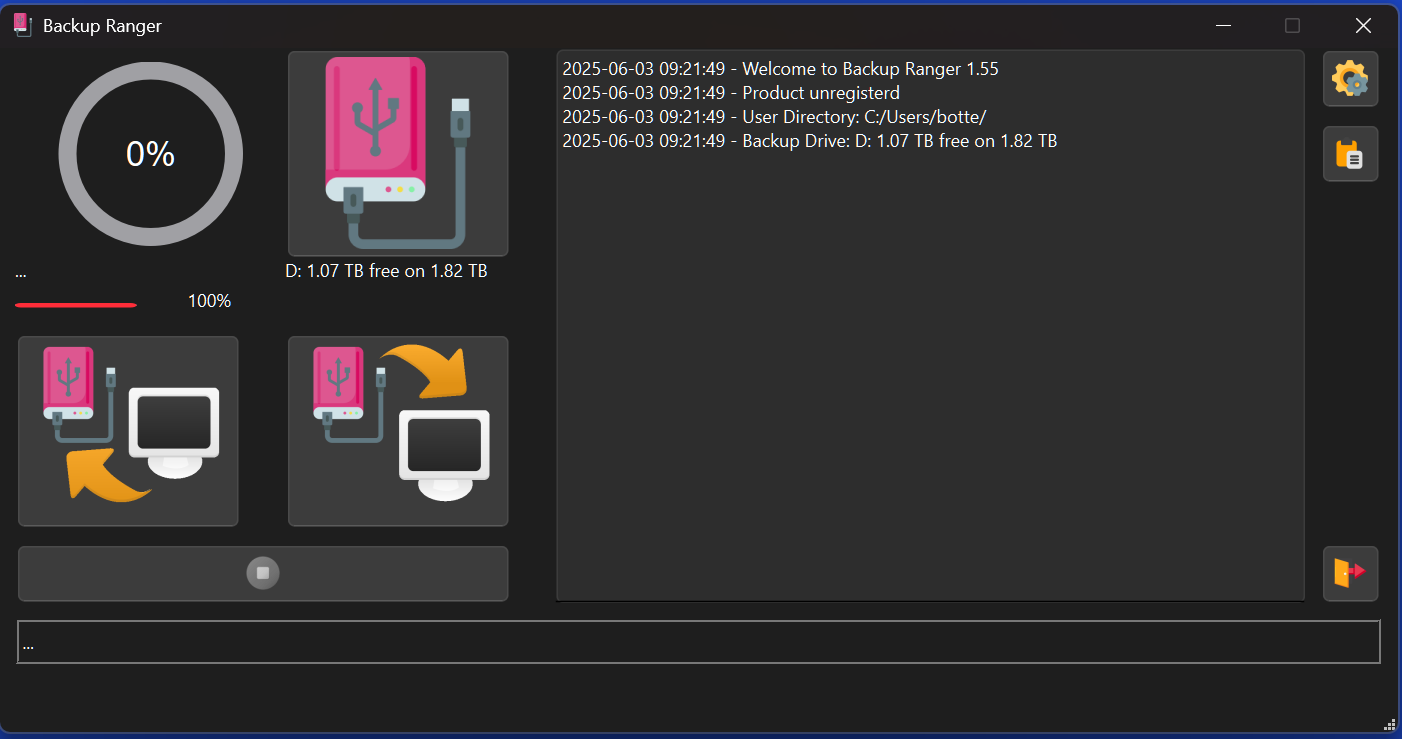 Backup Ranger
0%
...
100%
D: 1.07 TB free on 1.82 TB
2025-06-03 09:21:49 - Welcome to Backup Ranger 1.55
2025-06-03 09:21:49 - Product unregisterd
2025-06-03 09:21:49 - User Directory: C:/Users/botte/
2025-06-03 09:21:49 - Backup Drive: D: 1.07 TB free on 1.82 TB
...